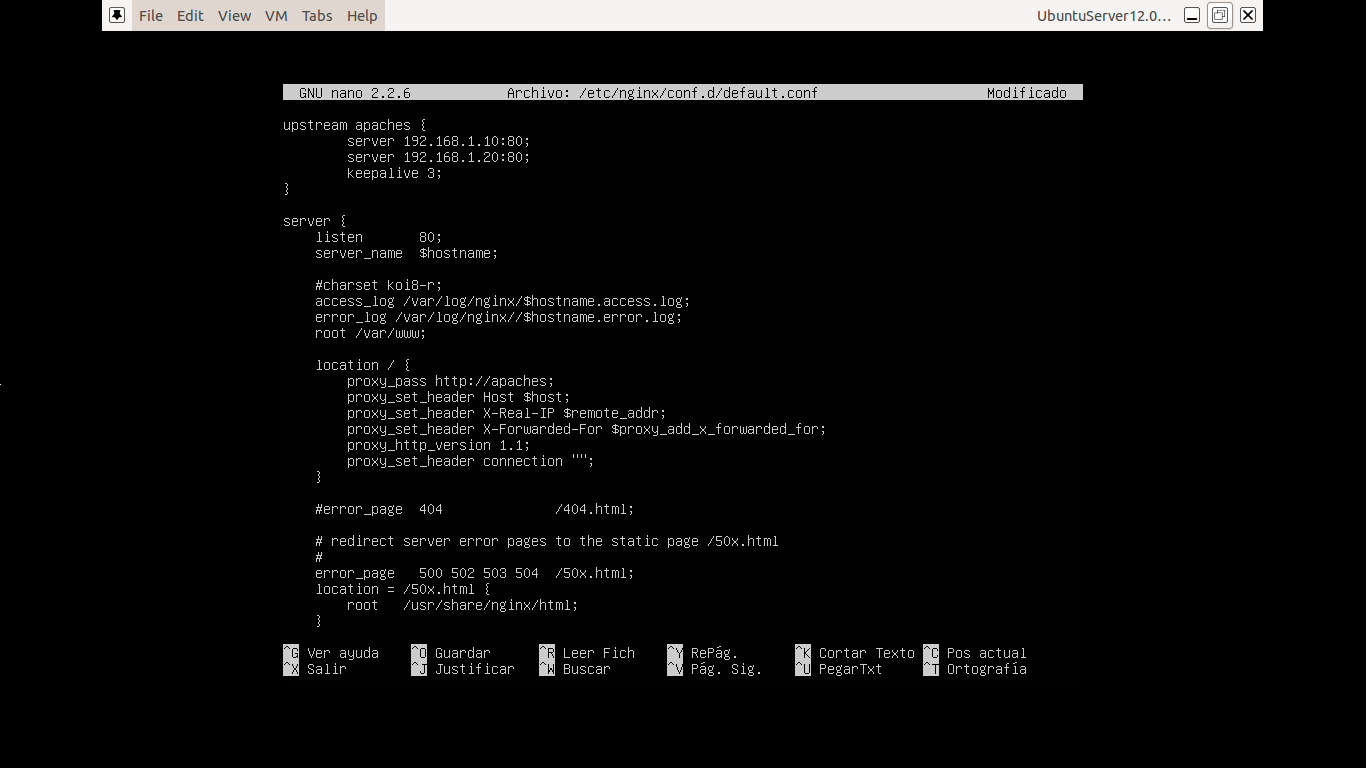 File Edit View VM Tabs Help UbuntuServer12.0...
GNU nano 2.2.6 Archivo: /etc/nginx/conf.d/default.conf Modificado
upstream apaches {
server 192.168.1.10:80;
server 192.168.1.20:80;
keepalive 3;
}
server {
listen 80;
server_name $hostname;
#charset koi8-r;
access_log /var/log/nginx/$hostname.access.log;
error_log /var/log/nginx//$hostname.error.log;
root /var/www;
location / {
proxy_pass http://apaches;
proxy_set_header Host $host;
proxy_set_header X-Real-IP $remote_addr;
proxy_set_header X-Forwarded-For $proxy_add_x_forwarded_for;
proxy_http_version 1.1;
proxy_set_header connection "";
}
#error_page 404 /404.html;
# redirect server error pages to the static page /50x.html
#
error_page 500 502 503 504 /50x.html;
location = /50x.html {
root /usr/share/nginx/html;
}
^G Ver ayuda ^O Guardar ^R Leer Fich ^Y RePág. ^K Cortar Texto ^C Pos actual
^X Salir ^J Justificar ^W Buscar ^V Pág. Sig. ^U PegarTxt ^T Ortografía